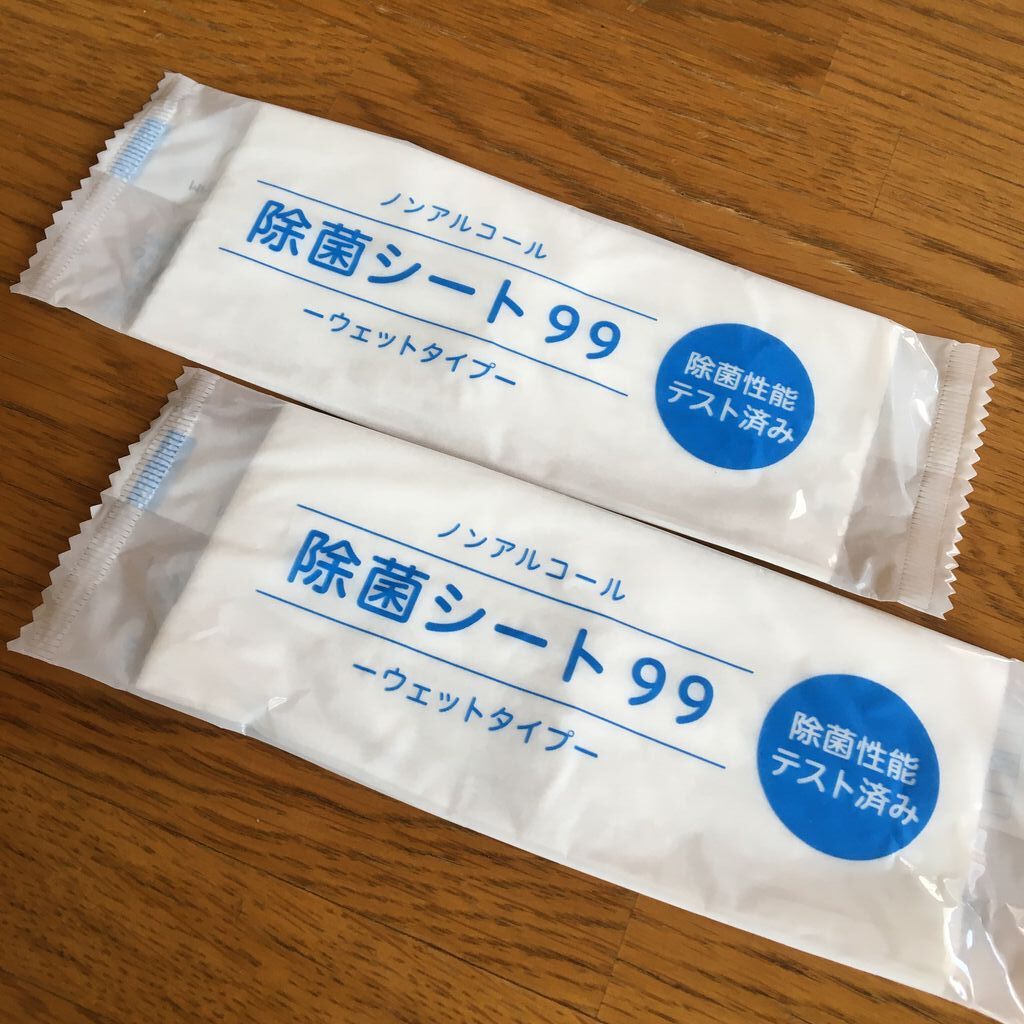 ノンアルコール
除菌シート99
ーウェットタイプー
除菌性能
テスト済み
ノンアルコール
除菌シート99
ーウェットタイプー
除菌性能
テスト済み